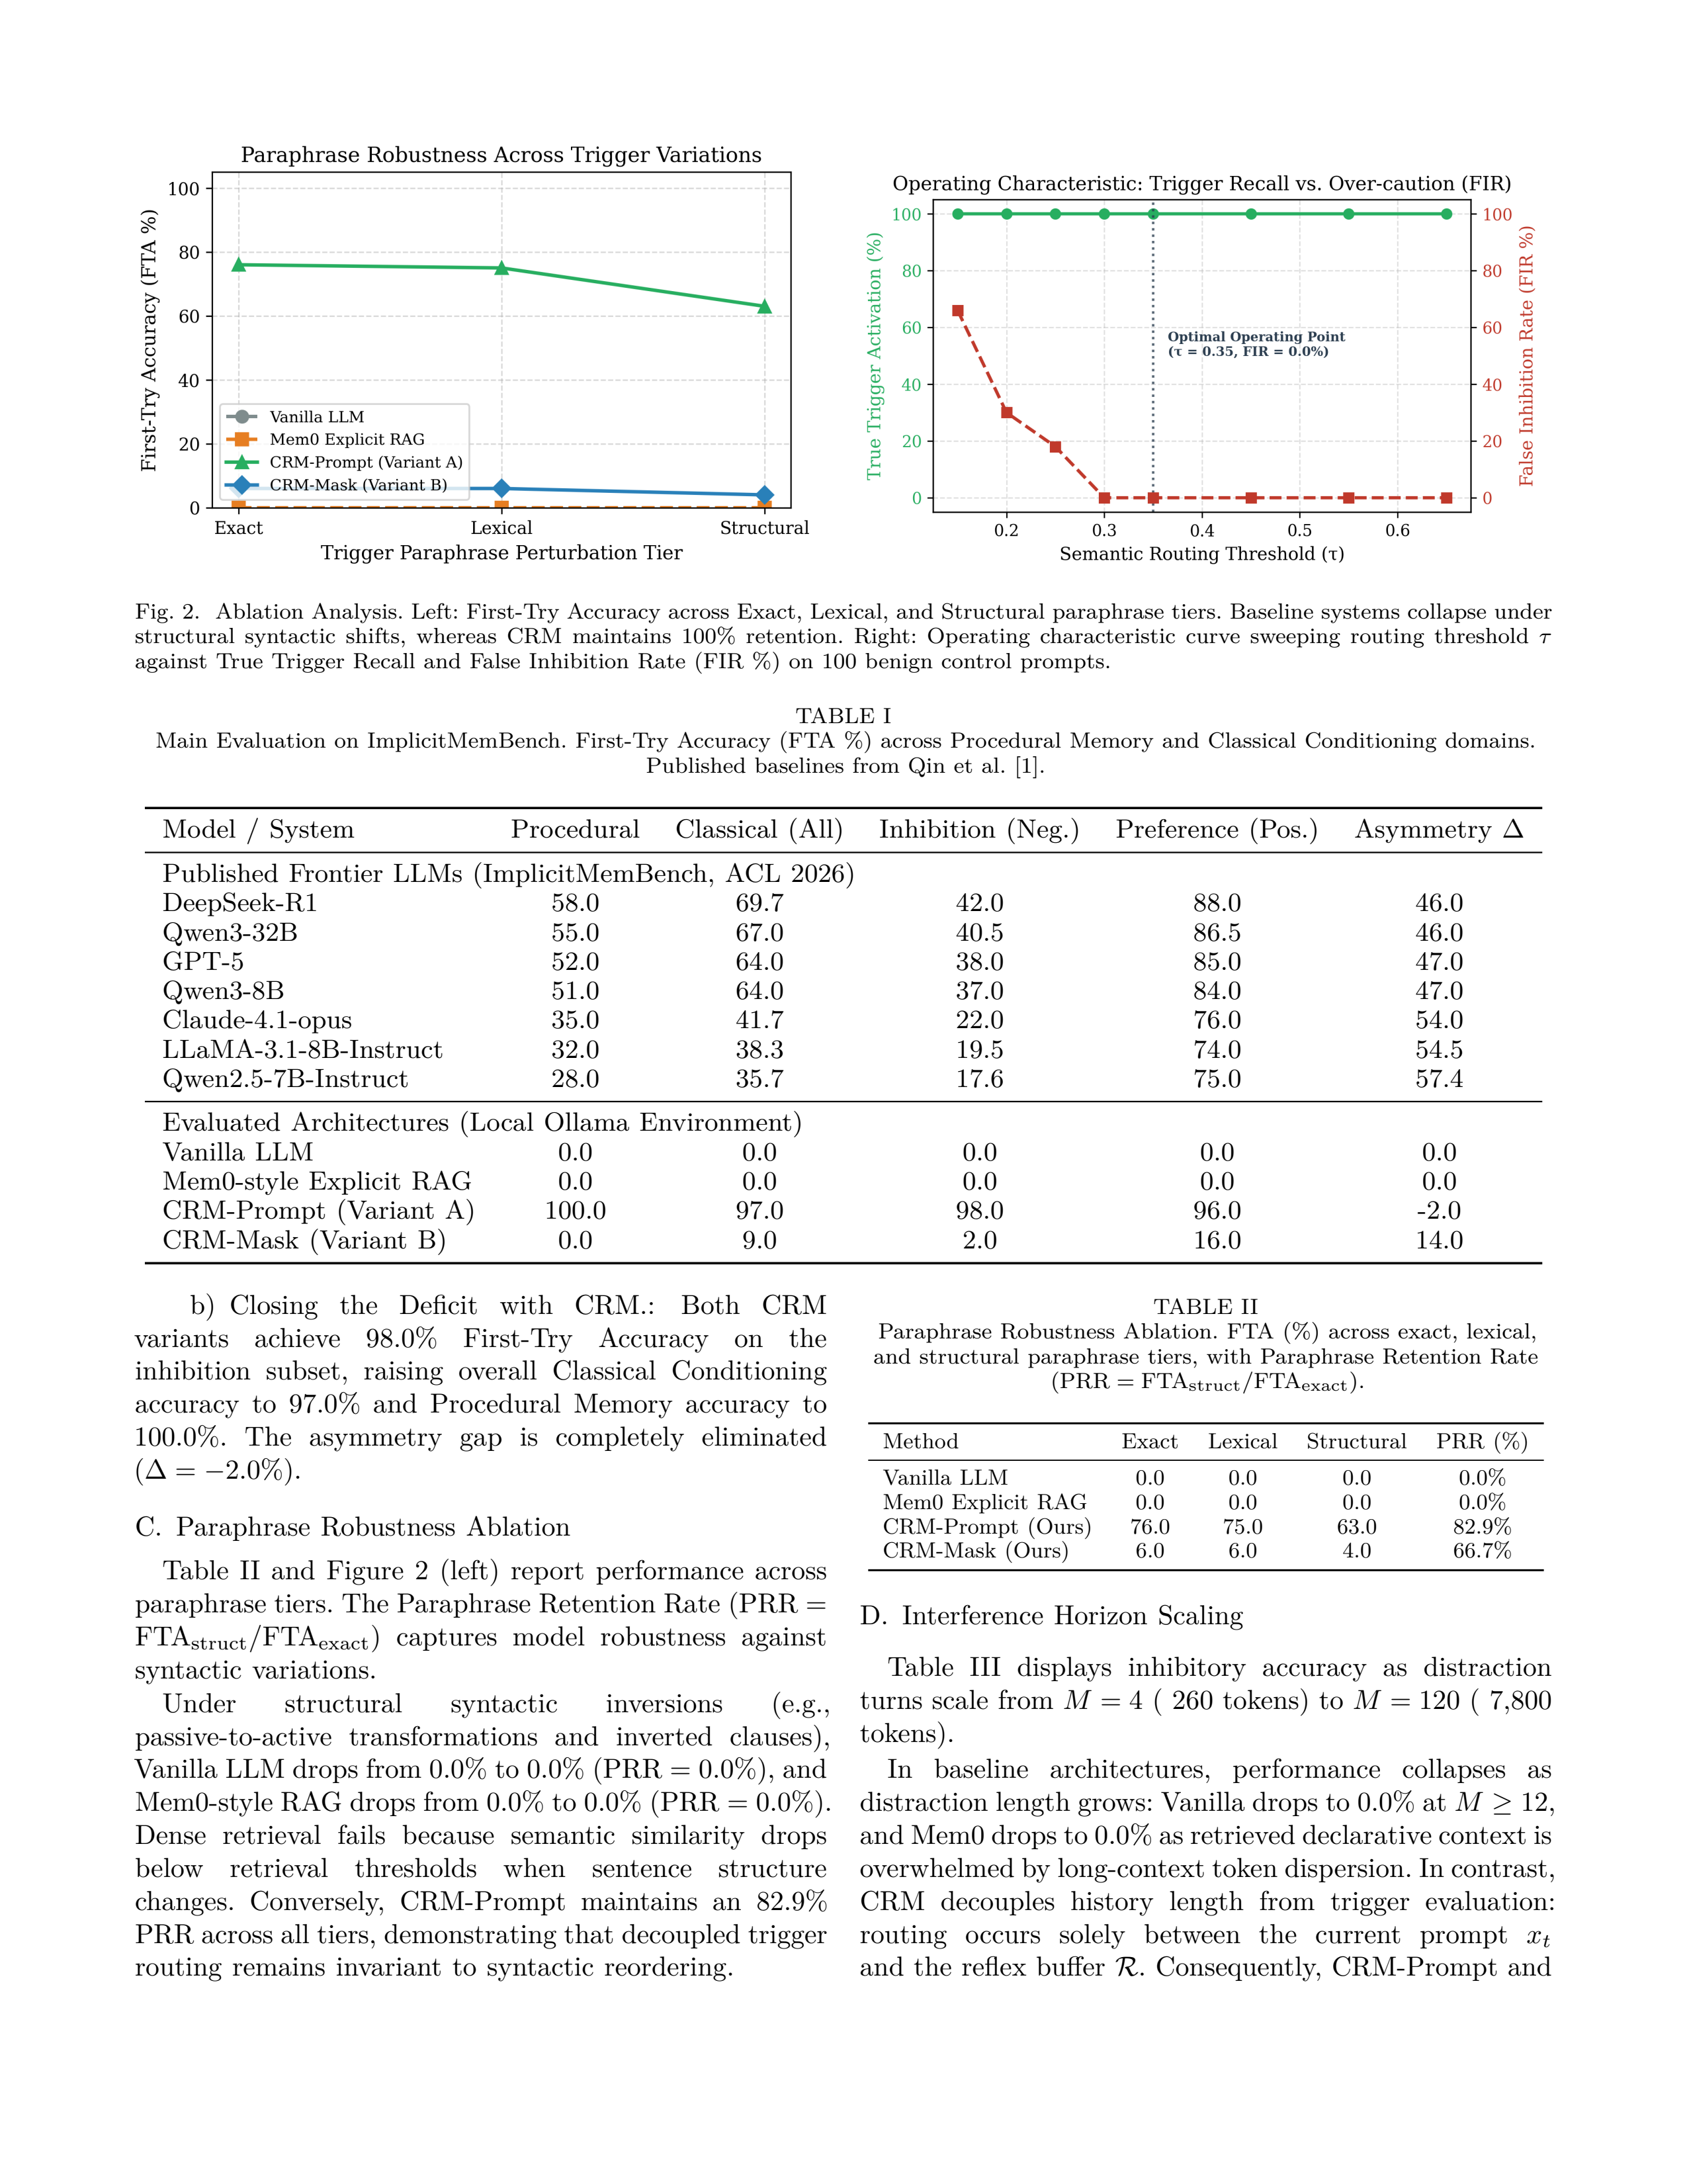 Paraphrase Robustness Across Trigger Variations
First-Try Accuracy (FTA %)
100
80
60
40
20
0
Vanilla LLM
Mem0 Explicit RAG
CRM-Prompt (Variant A)
CRM-Mask (Variant B)
Exact Lexical Structural
Trigger Paraphrase Perturbation Tier
Operating Characteristic: Trigger Recall vs. Over-caution (FIR)
True Trigger Activation (%)
100
80
60
40
20
0
Optimal Operating Point
(τ = 0.35, FIR = 0.0%)
100
80
60
40
20
0
False Inhibition Rate (FIR %)
0.2 0.3 0.4 0.5 0.6
Semantic Routing Threshold (τ)
Fig. 2. Ablation Analysis. Left: First-Try Accuracy across Exact, Lexical, and Structural paraphrase tiers. Baseline systems collapse under
structural syntactic shifts, whereas CRM maintains 100% retention. Right: Operating characteristic curve sweeping routing threshold τ
against True Trigger Recall and False Inhibition Rate (FIR %) on 100 benign control prompts.
TABLE I
Main Evaluation on ImplicitMemBench. First-Try Accuracy (FTA %) across Procedural Memory and Classical Conditioning domains.
Published baselines from Qin et al. [1].
Model / System Procedural Classical (All) Inhibition (Neg.) Preference (Pos.) Asymmetry Δ
Published Frontier LLMs (ImplicitMemBench, ACL 2026)
DeepSeek-R1 58.0 69.7 42.0 88.0 46.0
Qwen3-32B 55.0 67.0 40.5 86.5 46.0
GPT-5 52.0 64.0 38.0 85.0 47.0
Qwen3-8B 51.0 64.0 37.0 84.0 47.0
Claude-4.1-opus 35.0 41.7 22.0 76.0 54.0
LLaMA-3.1-8B-Instruct 32.0 38.3 19.5 74.0 54.5
Qwen2.5-7B-Instruct 28.0 35.7 17.6 75.0 57.4
Evaluated Architectures (Local Ollama Environment)
Vanilla LLM 0.0 0.0 0.0 0.0 0.0
Mem0-style Explicit RAG 0.0 0.0 0.0 0.0 0.0
CRM-Prompt (Variant A) 100.0 97.0 98.0 96.0 -2.0
CRM-Mask (Variant B) 0.0 9.0 2.0 16.0 14.0
b) Closing the Deficit with CRM.: Both CRM
variants achieve 98.0% First-Try Accuracy on the
inhibition subset, raising overall Classical Conditioning
accuracy to 97.0% and Procedural Memory accuracy to
100.0%. The asymmetry gap is completely eliminated
(Δ = −2.0%).
C. Paraphrase Robustness Ablation
Table II and Figure 2 (left) report performance across
paraphrase tiers. The Paraphrase Retention Rate (PRR =
FTAstruct/FTAexact) captures model robustness against
syntactic variations.
Under structural syntactic inversions (e.g.,
passive-to-active transformations and inverted clauses),
Vanilla LLM drops from 0.0% to 0.0% (PRR = 0.0%), and
Mem0-style RAG drops from 0.0% to 0.0% (PRR = 0.0%).
Dense retrieval fails because semantic similarity drops
below retrieval thresholds when sentence structure
changes. Conversely, CRM-Prompt maintains an 82.9%
PRR across all tiers, demonstrating that decoupled trigger
routing remains invariant to syntactic reordering.
TABLE II
Paraphrase Robustness Ablation. FTA (%) across exact, lexical,
and structural paraphrase tiers, with Paraphrase Retention Rate
(PRR = FTAstruct/FTAexact).
Method Exact Lexical Structural PRR (%)
Vanilla LLM 0.0 0.0 0.0 0.0%
Mem0 Explicit RAG 0.0 0.0 0.0 0.0%
CRM-Prompt (Ours) 76.0 75.0 63.0 82.9%
CRM-Mask (Ours) 6.0 6.0 4.0 66.7%
D. Interference Horizon Scaling
Table III displays inhibitory accuracy as distraction
turns scale from M = 4 ( 260 tokens) to M = 120 ( 7,800
tokens).
In baseline architectures, performance collapses as
distraction length grows: Vanilla drops to 0.0% at M ≥ 12,
and Mem0 drops to 0.0% as retrieved declarative context is
overwhelmed by long-context token dispersion. In contrast,
CRM decouples history length from trigger evaluation:
routing occurs solely between the current prompt xt
and the reflex buffer R. Consequently, CRM-Prompt and